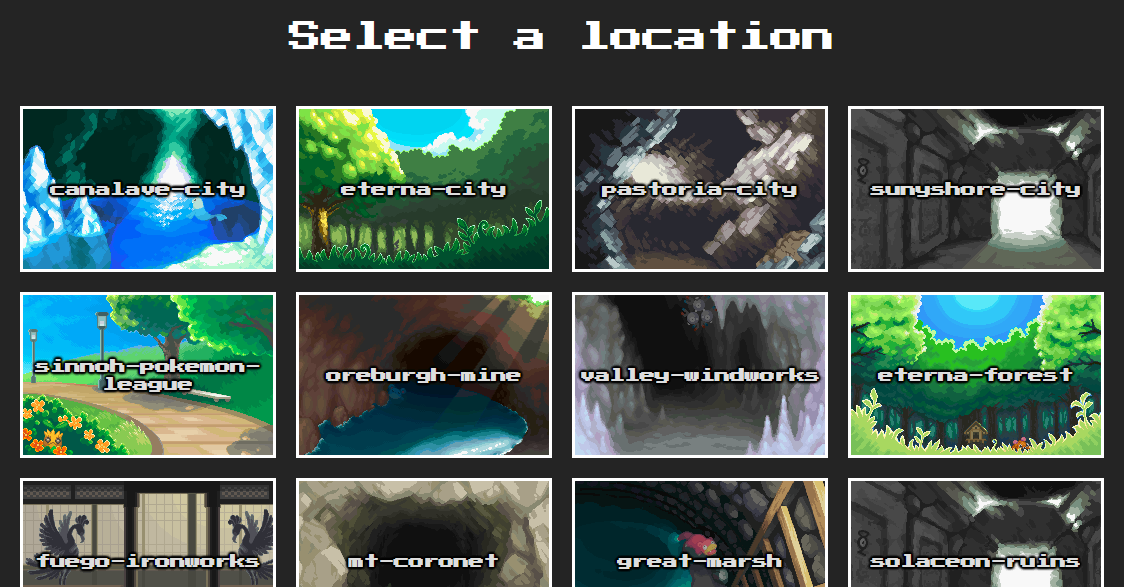 Select a location
canalave-city
eterna-city
pastoria-city
sunyshore-city
sinnoh-pokemon-
league
oreburgh-mine
valley-windworks
eterna-forest
fuego-ironworks
mt-coronet
great-marsh
solaceon-ruins